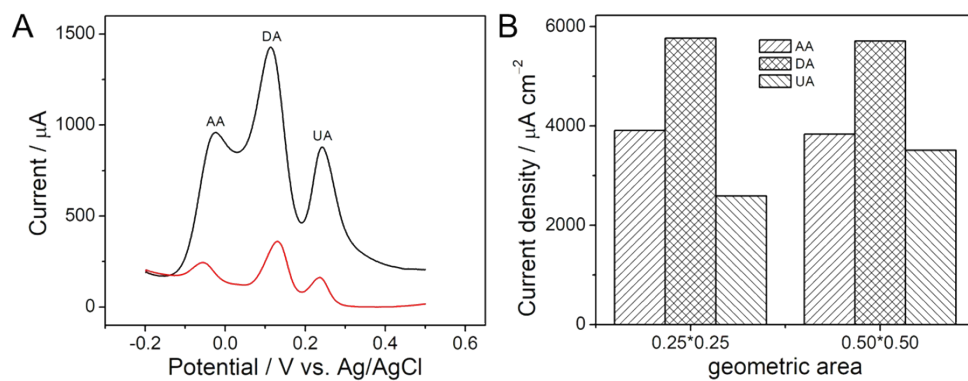 A
1500
1000
500
0
Current / μA
AA
DA
UA
-0.2
0.0
0.2
0.4
0.6
Potential / V vs. Ag/AgCl
B
6000
4000
2000
0
Current density / μA cm⁻²
AA
DA
UA
0.25*0.25
0.50*0.50
geometric area